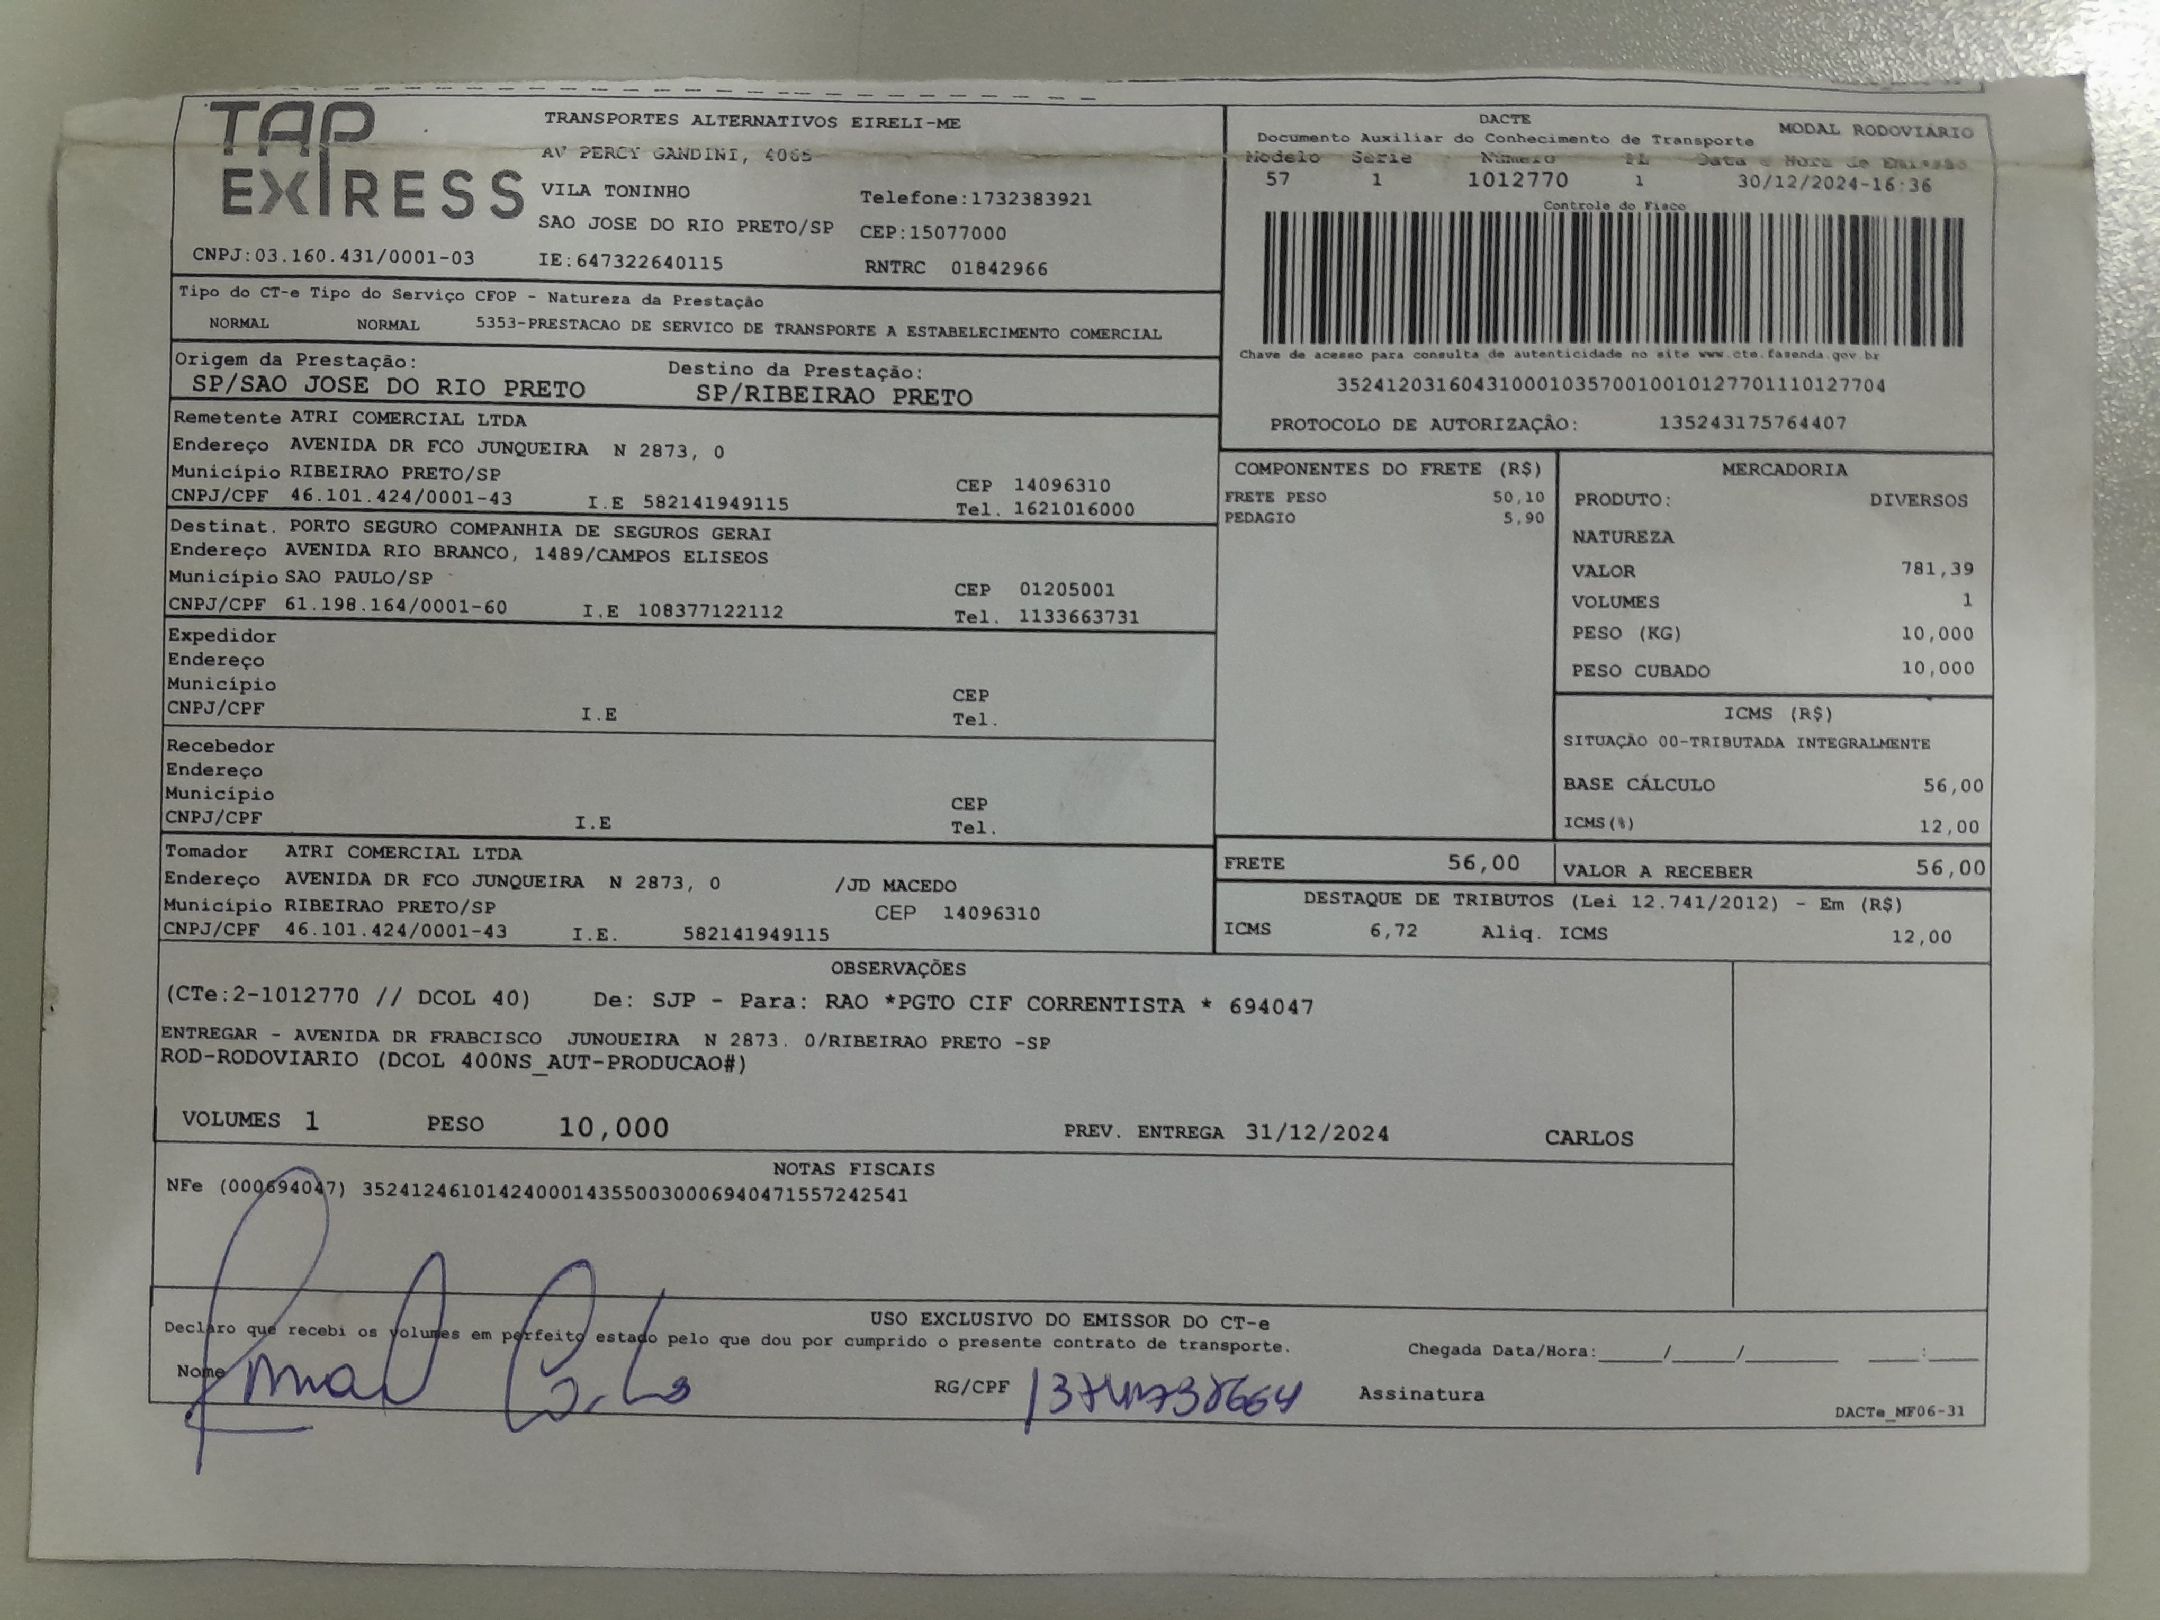 TAP EXPRESS
TRANSPORTES ALTERNATIVOS EIRELI-ME
AV PERCY GANDINI, 4065
VILA TONINHO Telefone:1732383921
SAO JOSE DO RIO PRETO/SP CEP:15077000
CNPJ:03.160.431/0001-03 IE:647322640115 RNTRC 01842966
DACTE
Documento Auxiliar do Conhecimento de Transporte MODAL RODOVIARIO
Modelo Serie Número FL Data e Hora de Emissão
57 1 1012770 1 30/12/2024-16:36
Controle do Fisco
Chave de acesso para consulta de autenticidade no site www.cte.fazenda.gov.br
35241203160431000103570010010127701110127704
PROTOCOLO DE AUTORIZAÇÃO: 135243175764407
Tipo do CT-e Tipo do Serviço CFOP - Natureza da Prestação
NORMAL NORMAL 5353-PRESTACAO DE SERVICO DE TRANSPORTE A ESTABELECIMENTO COMERCIAL
Origem da Prestação: Destino da Prestação:
SP/SAO JOSE DO RIO PRETO SP/RIBEIRAO PRETO
Remetente ATRI COMERCIAL LTDA
Endereço AVENIDA DR FCO JUNQUEIRA N 2873, 0
Município RIBEIRAO PRETO/SP CEP 14096310
CNPJ/CPF 46.101.424/0001-43 I.E 582141949115 Tel. 1621016000
Destinat. PORTO SEGURO COMPANHIA DE SEGUROS GERAI
Endereço AVENIDA RIO BRANCO, 1489/CAMPOS ELISEOS
Município SAO PAULO/SP CEP 01205001
CNPJ/CPF 61.198.164/0001-60 I.E 108377122112 Tel. 1133663731
Expedidor
Endereço
Município CEP
CNPJ/CPF I.E Tel.
Recebedor
Endereço
Município CEP
CNPJ/CPF I.E Tel.
Tomador ATRI COMERCIAL LTDA
Endereço AVENIDA DR FCO JUNQUEIRA N 2873, 0 /JD MACEDO
Município RIBEIRAO PRETO/SP CEP 14096310
CNPJ/CPF 46.101.424/0001-43 I.E. 582141949115
COMPONENTES DO FRETE (R$)
FRETE PESO 50,10
PEDAGIO 5,90
MERCADORIA
PRODUTO: DIVERSOS
NATUREZA
VALOR 781,39
VOLUMES 1
PESO (KG) 10,000
PESO CUBADO 10,000
ICMS (R$)
SITUAÇÃO 00-TRIBUTADA INTEGRALMENTE
BASE CÁLCULO 56,00
ICMS(%) 12,00
FRETE 56,00 VALOR A RECEBER 56,00
DESTAQUE DE TRIBUTOS (Lei 12.741/2012) - Em (R$)
ICMS 6,72 Aliq. ICMS 12,00
OBSERVAÇÕES
(CTe:2-1012770 // DCOL 40) De: SJP - Para: RAO *PGTO CIF CORRENTISTA * 694047
ENTREGAR - AVENIDA DR FRABCISCO JUNQUEIRA N 2873. 0/RIBEIRAO PRETO -SP
ROD-RODOVIARIO (DCOL 400NS_AUT-PRODUCAO#)
VOLUMES 1 PESO 10,000 PREV. ENTREGA 31/12/2024 CARLOS
NOTAS FISCAIS
NFe (000694047) 35241246101424000143550030006940471557242541
USO EXCLUSIVO DO EMISSOR DO CT-e
Declaro que recebi os volumes em perfeito estado pelo que dou por cumprido o presente contrato de transporte.
Chegada Data/Hora:_____/_____/_______ ____:____
Nome RG/CPF Assinatura
DACTe_MF06-31